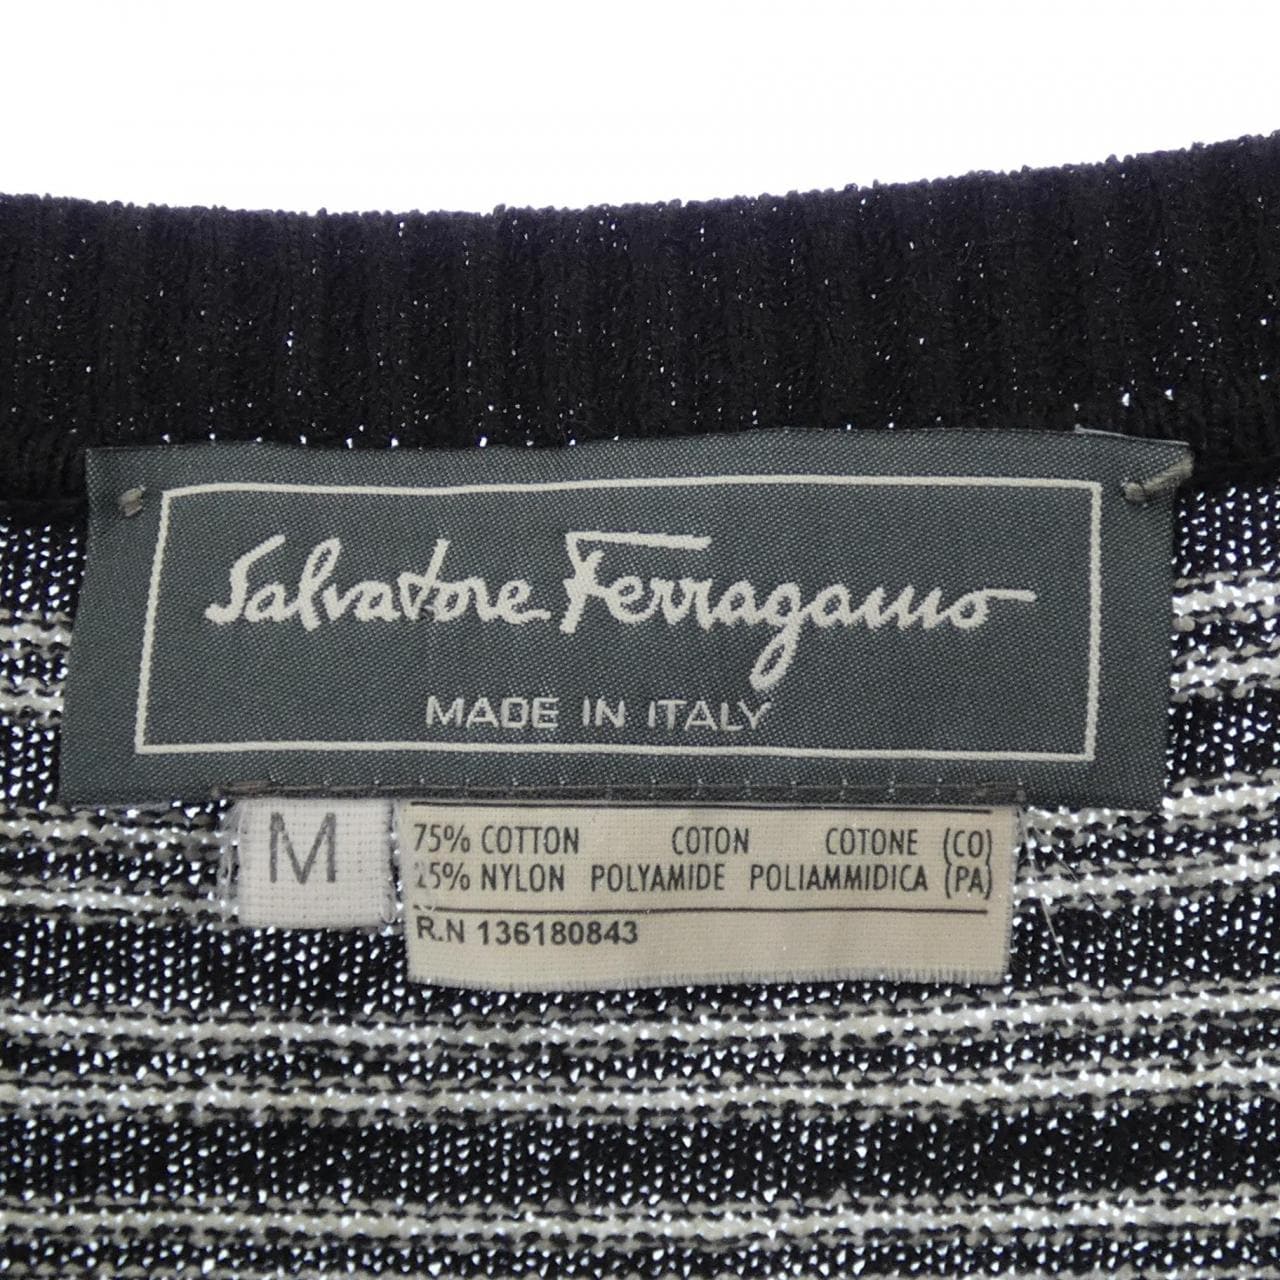 Salvatore Ferragamo
MADE IN ITALY
M
75% COTTON COTON COTONE (CO)
25% NYLON POLYAMIDE POLIAMMIDICA (PA)
R.N 136180843